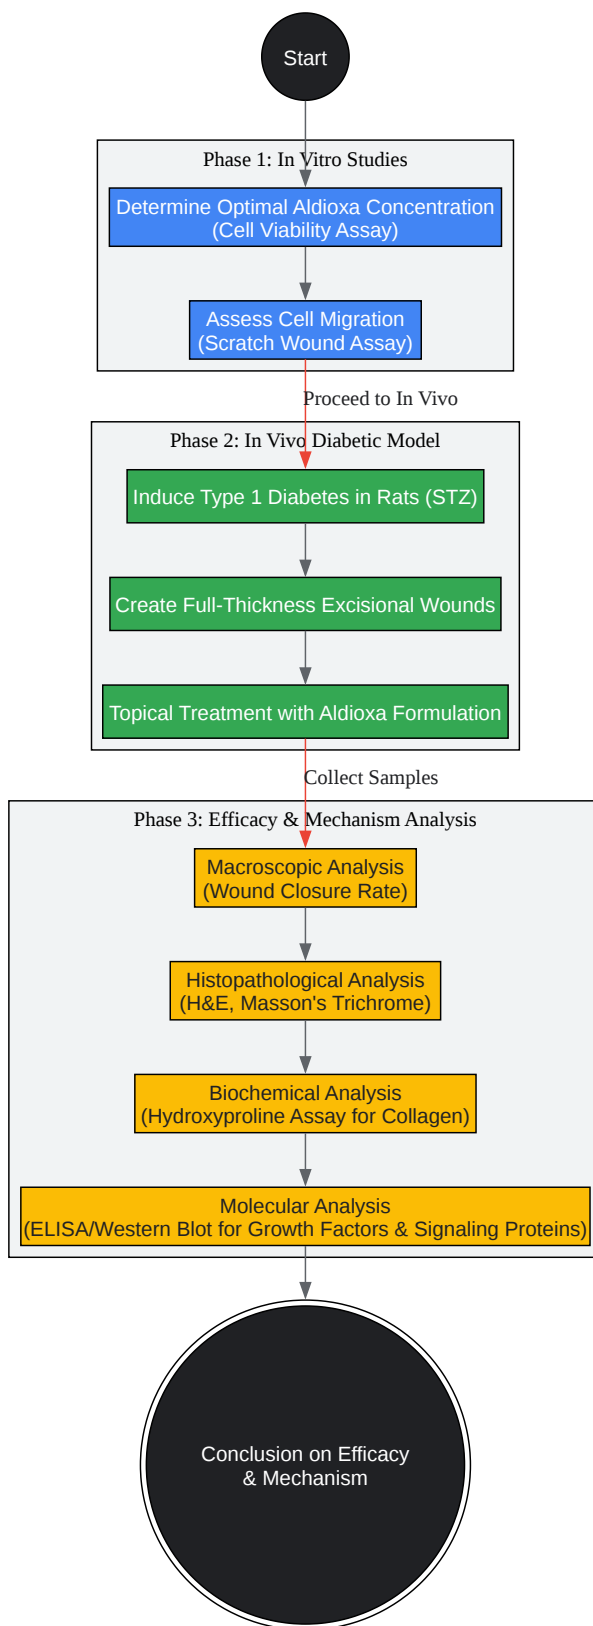 Start
Phase 1: In Vitro Studies
Determine Optimal Aldioxa Concentration
(Cell Viability Assay)
Assess Cell Migration
(Scratch Wound Assay)
Proceed to In Vivo
Phase 2: In Vivo Diabetic Model
Induce Type 1 Diabetes in Rats (STZ)
Create Full-Thickness Excisional Wounds
Topical Treatment with Aldioxa Formulation
Collect Samples
Phase 3: Efficacy & Mechanism Analysis
Macroscopic Analysis
(Wound Closure Rate)
Histopathological Analysis
(H&E, Masson's Trichrome)
Biochemical Analysis
(Hydroxyproline Assay for Collagen)
Molecular Analysis
(ELISA/Western Blot for Growth Factors & Signaling Proteins)
Conclusion on Efficacy
& Mechanism